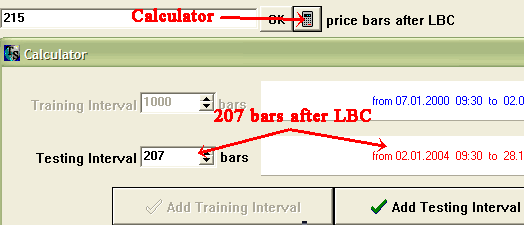 215 Calculator OK price bars after LBC
Calculator
Training Interval 1000 bars from 07.01.2000 09:30 to 02.0
207 bars after LBC
Testing Interval 207 bars from 02.01.2004 09:30 to 28.1
Add Training Interval Add Testing Interval